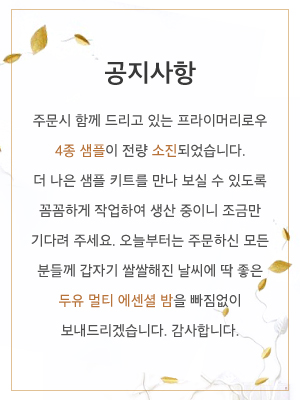 공지사항
주문시 함께 드리고 있는 프라이머리로우
4종 샘플이 전량 소진되었습니다.
더 나은 샘플 키트를 만나 보실 수 있도록
꼼꼼하게 작업하여 생산 중이니 조금만
기다려 주세요. 오늘부터는 주문하신 모든
분들께 갑자기 쌀쌀해진 날씨에 딱 좋은
두유 멀티 에센셜 밤을 빠짐없이
보내드리겠습니다. 감사합니다.